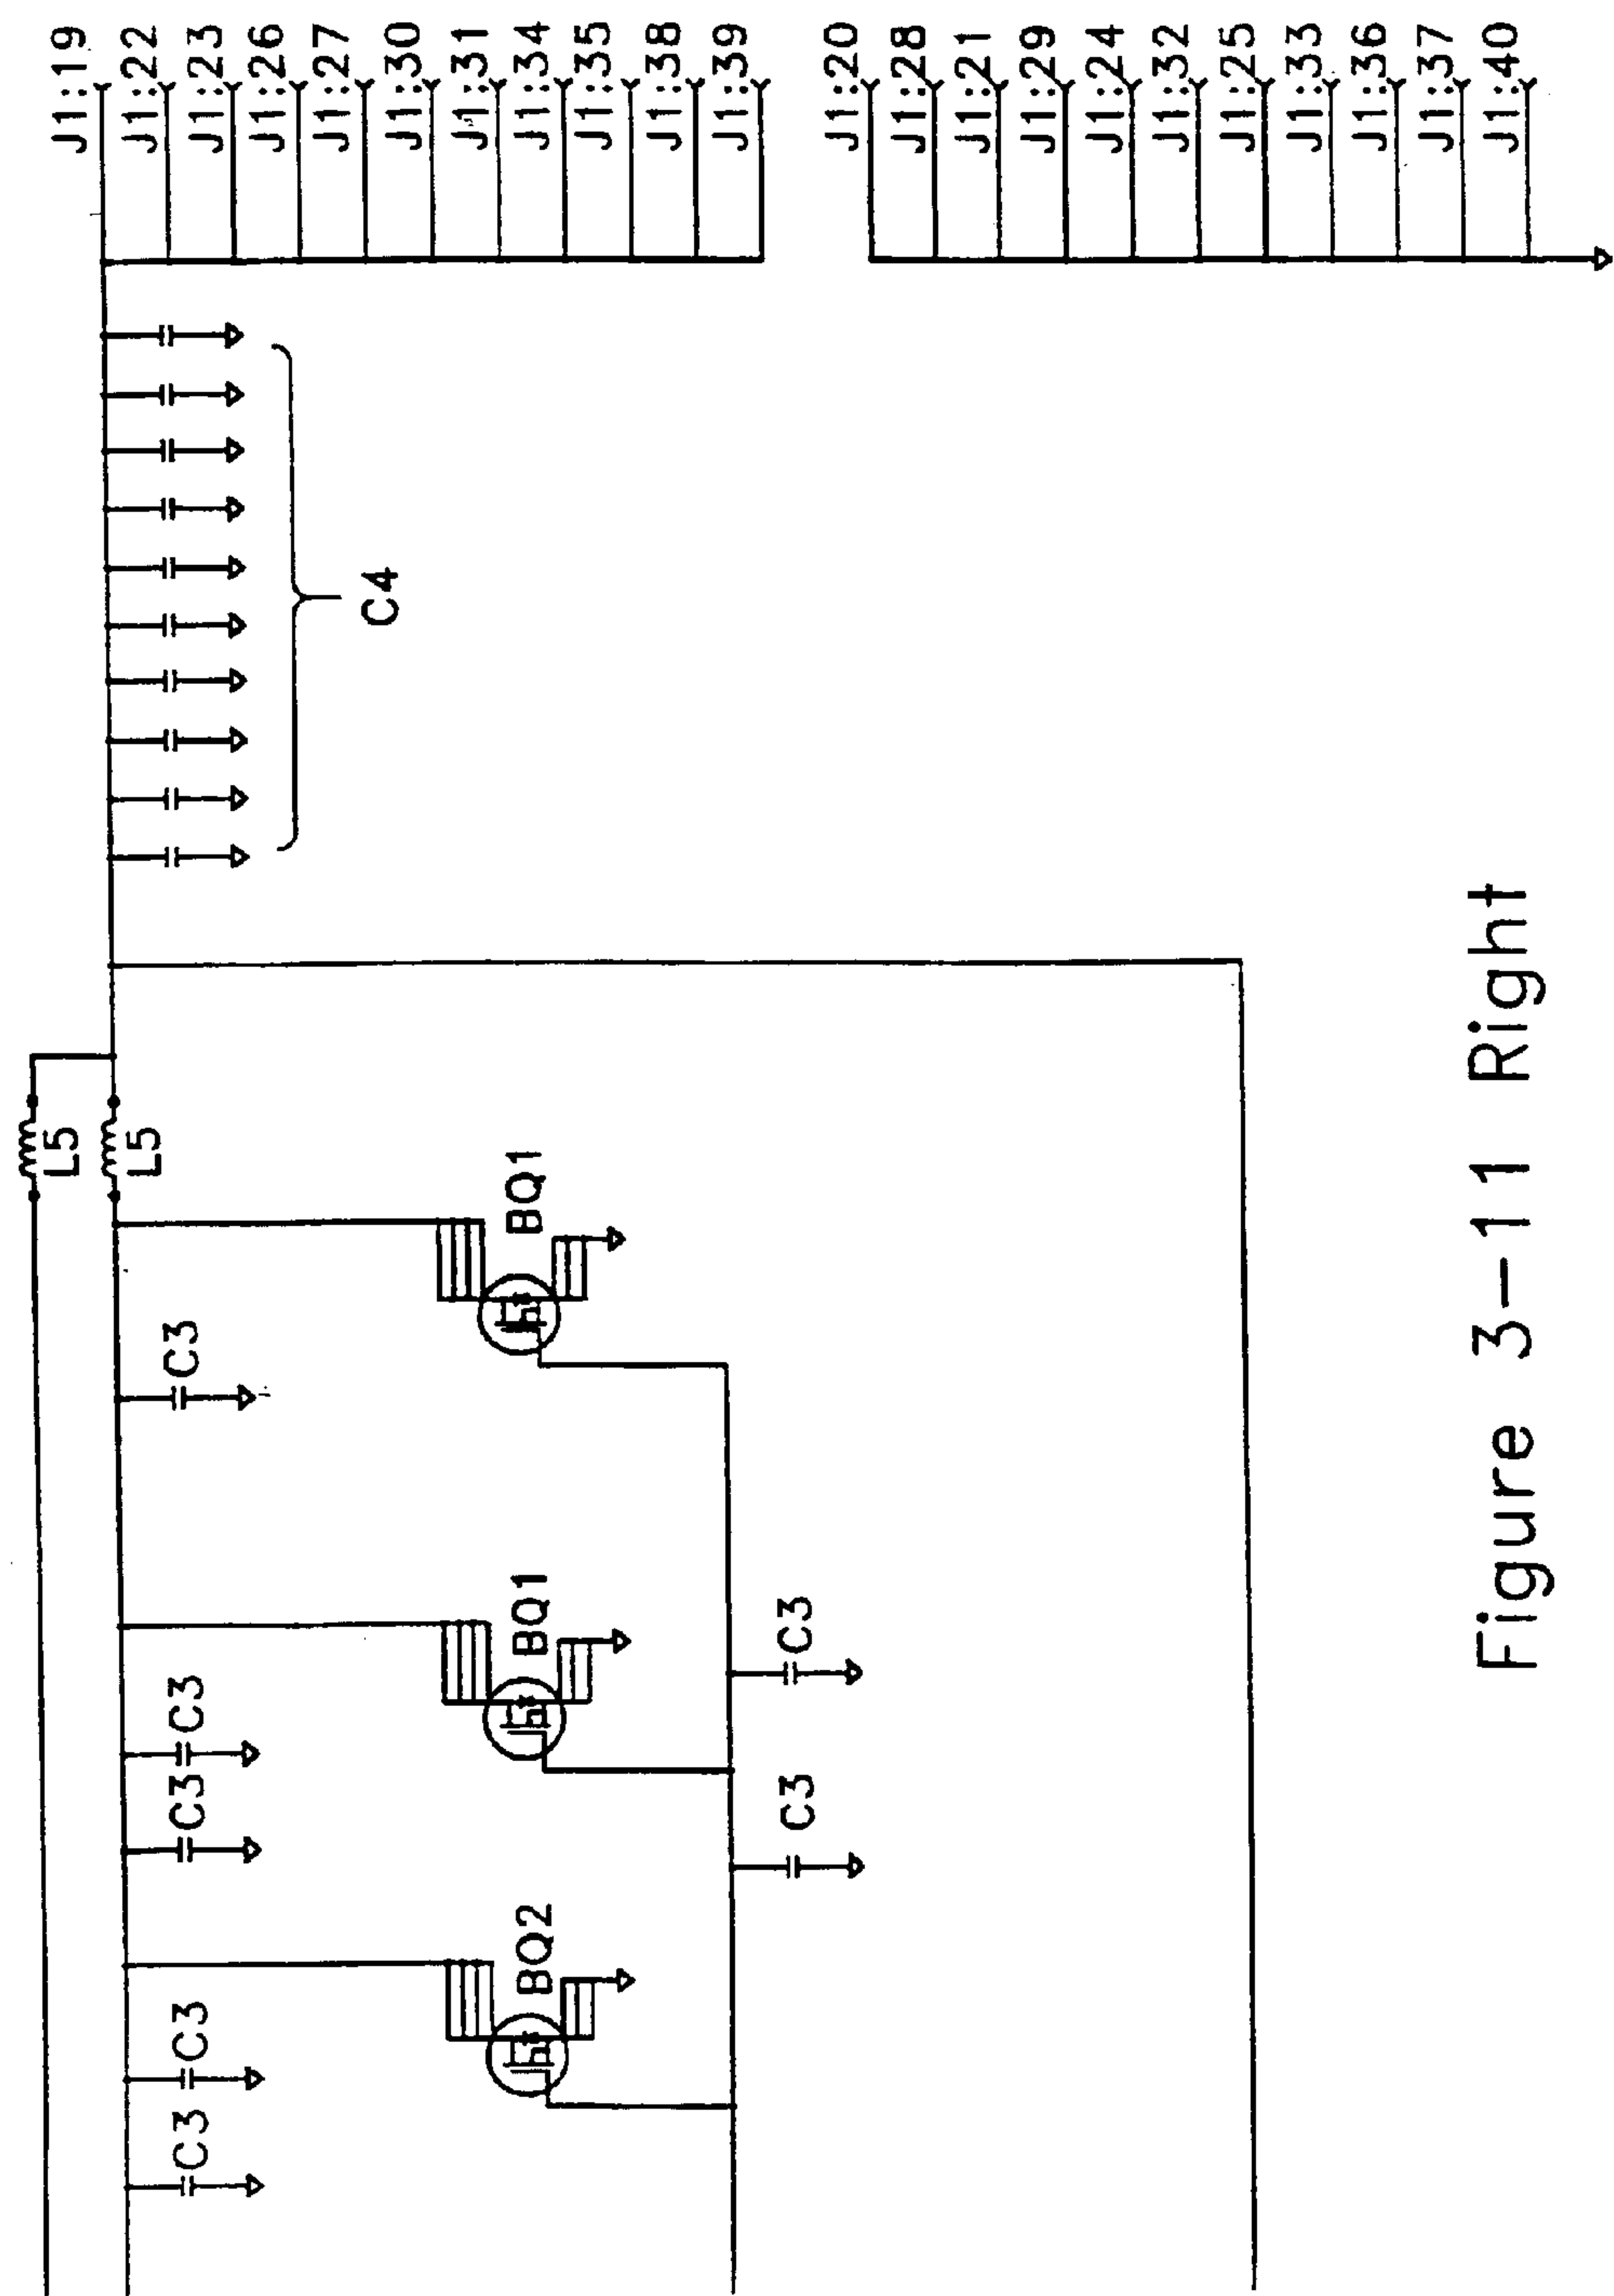 J1:19
J1:22
J1:23
J1:26
J1:27
J1:30
J1:31
J1:34
J1:35
J1:38
J1:39
J1:20
J1:28
J1:21
J1:29
J1:24
J1:32
J1:25
J1:33
J1:36
J1:37
J1:40
C4
L5
L5
BQ1
C3
BQ1
C3
C3
C3
C3
BQ2
C3
C3
Figure 3-11 Right